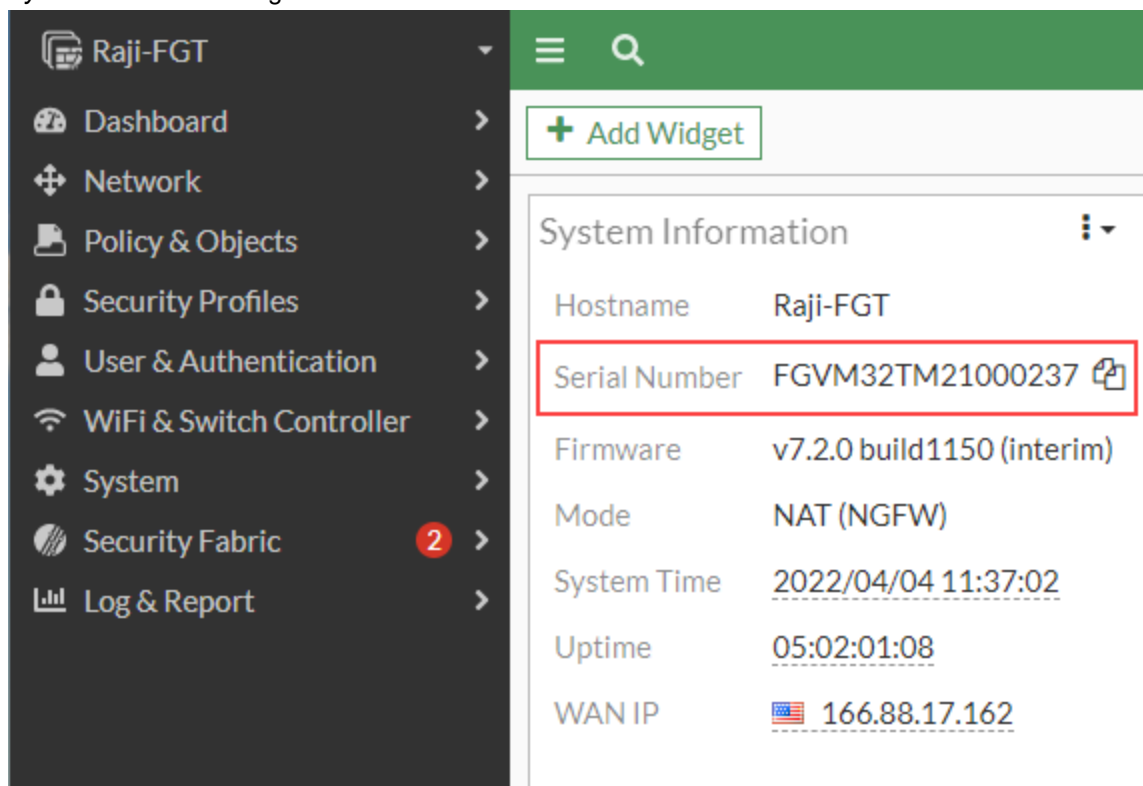 Raji-FGT
Dashboard
Network
Policy & Objects
Security Profiles
User & Authentication
WiFi & Switch Controller
System
Security Fabric 2
Log & Report
+ Add Widget
System Information
Hostname Raji-FGT
Serial Number FGVM32TM21000237
Firmware v7.2.0 build1150 (interim)
Mode NAT (NGFW)
System Time 2022/04/04 11:37:02
Uptime 05:02:01:08
WAN IP 166.88.17.162